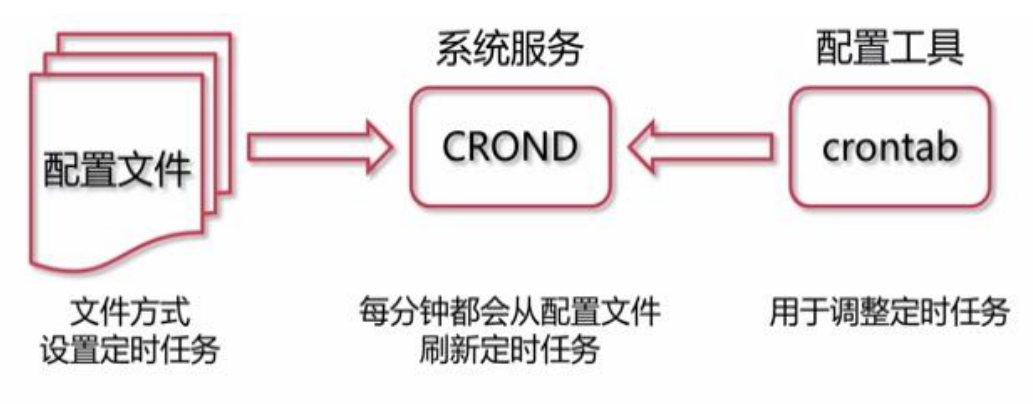 系统服务
配置工具
配置文件
CROND
crontab
文件方式
设置定时任务
每分钟都会从配置文件
刷新定时任务
用于调整定时任务